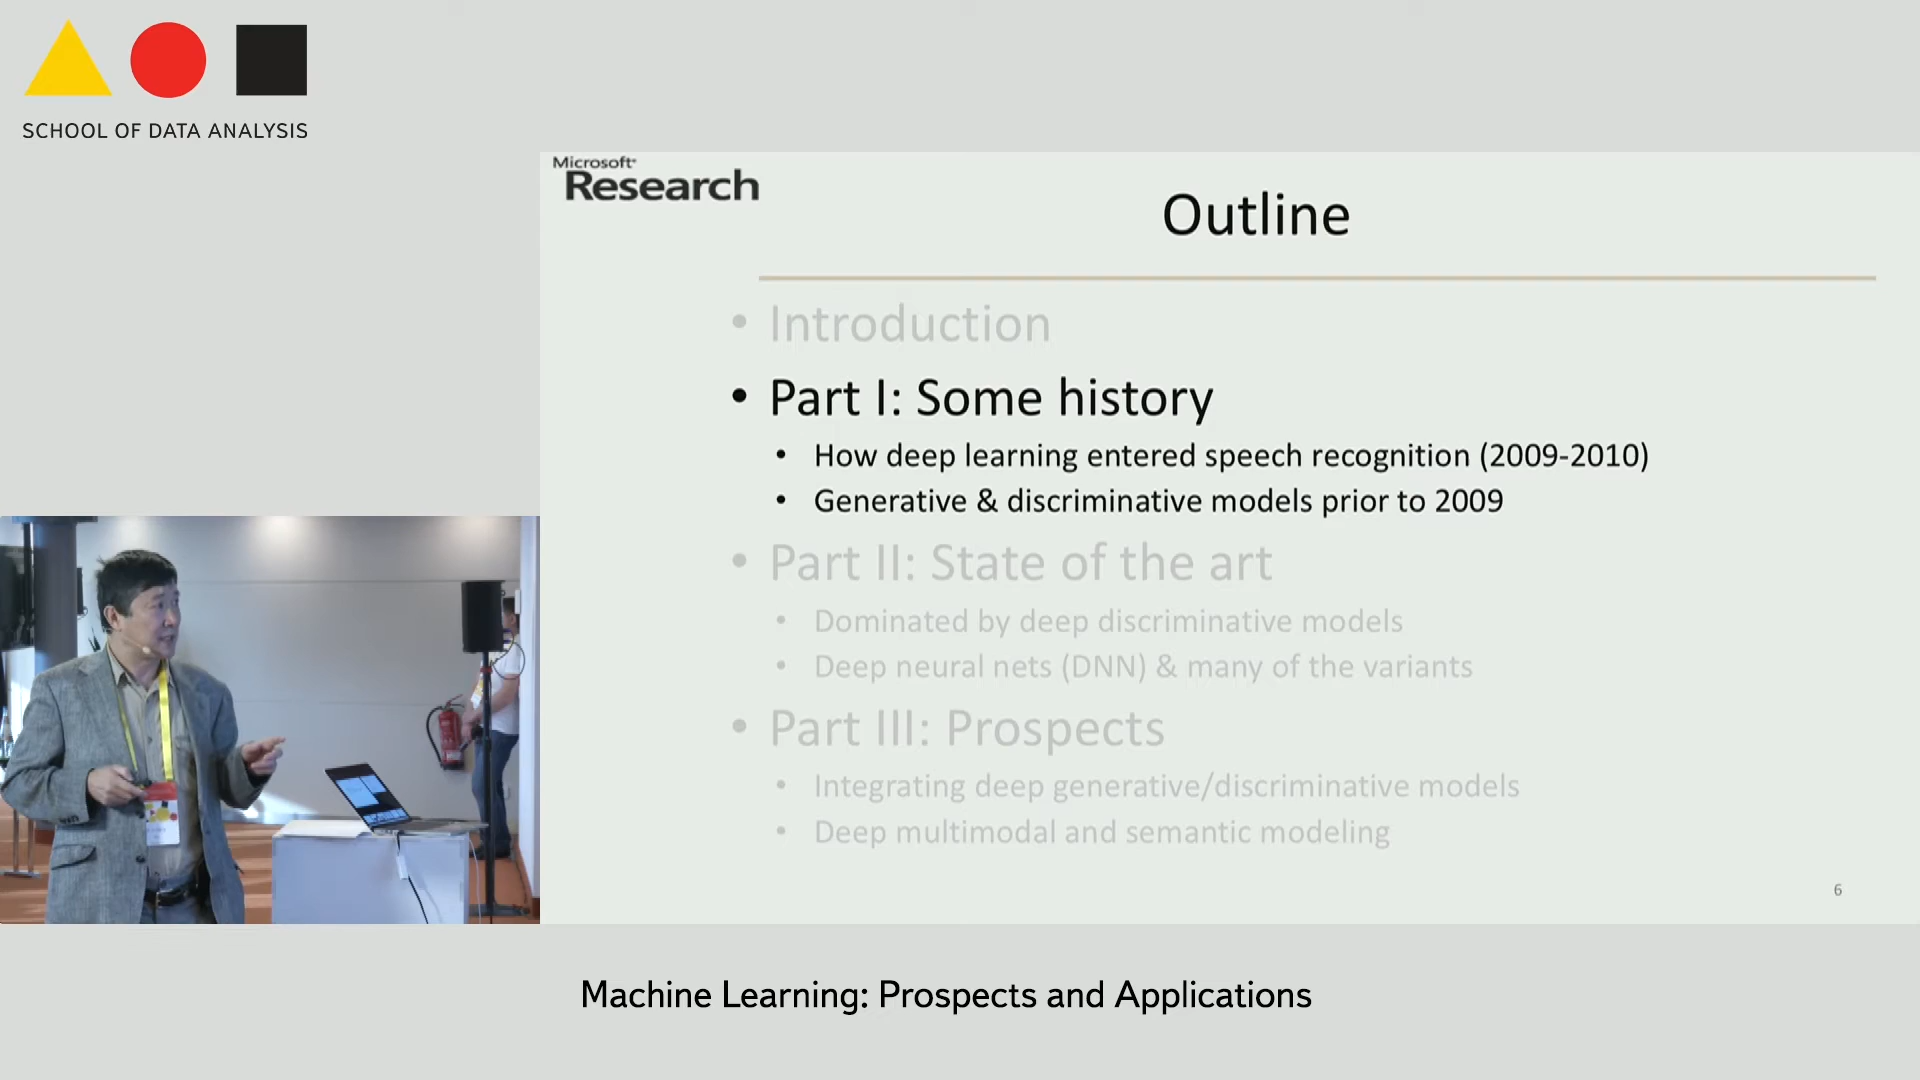 SCHOOL OF DATA ANALYSIS
Microsoft
Research
Outline
• Introduction
• Part I: Some history
• How deep learning entered speech recognition (2009-2010)
• Generative & discriminative models prior to 2009
• Part II: State of the art
• Dominated by deep discriminative models
• Deep neural nets (DNN) & many of the variants
• Part III: Prospects
• Integrating deep generative/discriminative models
• Deep multimodal and semantic modeling
6
Machine Learning: Prospects and Applications